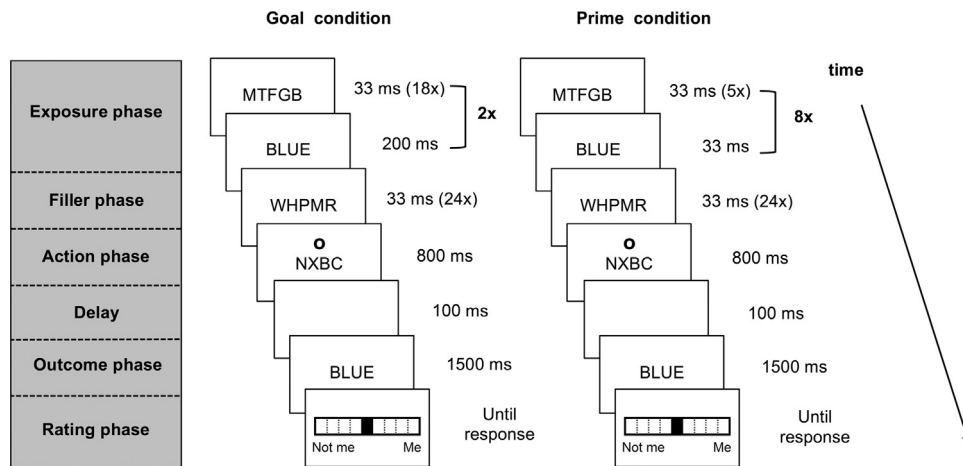 Goal condition
Prime condition
time
Exposure phase
MTFGB
33 ms (18x)
2x
BLUE
200 ms
MTFGB
33 ms (5x)
8x
BLUE
33 ms
Filler phase
WHPMR
33 ms (24x)
WHPMR
33 ms (24x)
Action phase
O
NXBC
800 ms
O
NXBC
800 ms
Delay
100 ms
100 ms
Outcome phase
BLUE
1500 ms
BLUE
1500 ms
Rating phase
Not me Me
Until
response
Not me Me
Until
response